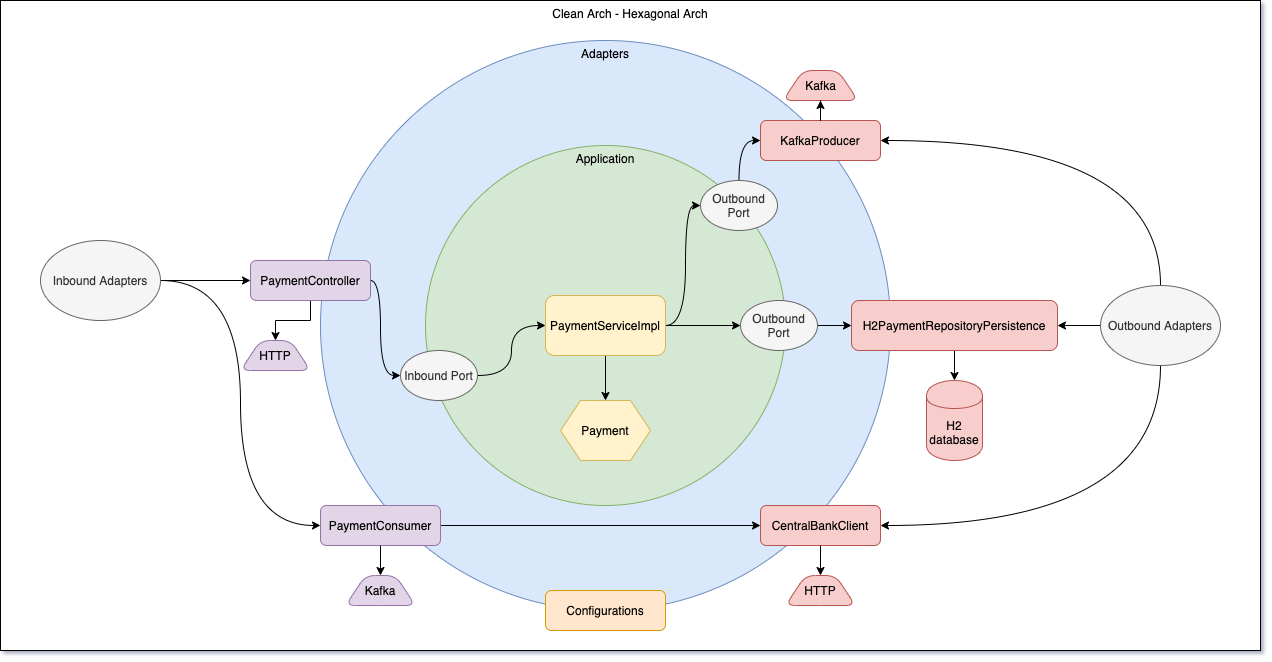 Clean Arch - Hexagonal Arch
Adapters
Kafka
KafkaProducer
Application
Outbound
Port
Inbound Adapters
PaymentController
HTTP
Inbound Port
PaymentServiceImpl
Outbound
Port
H2PaymentRepositoryPersistence
Outbound Adapters
Payment
H2
database
PaymentConsumer
CentralBankClient
Kafka
HTTP
Configurations